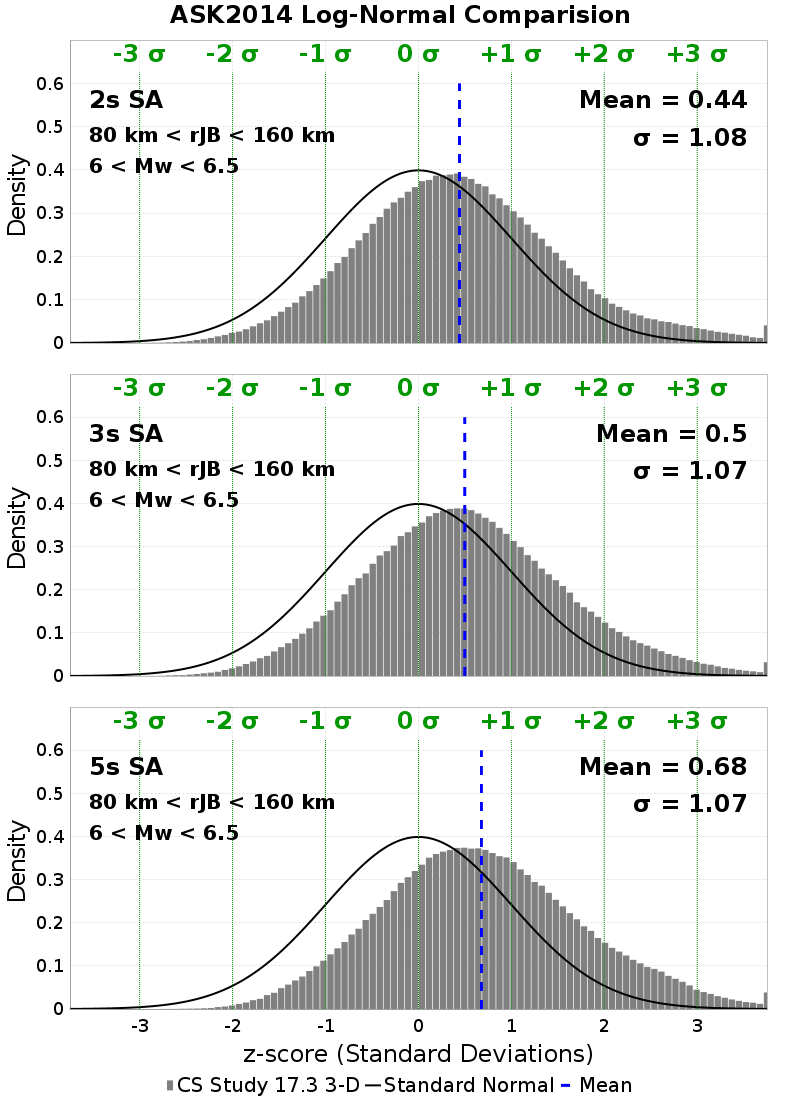 ASK2014 Log-Normal Comparision
-3 σ -2 σ -1 σ 0 σ +1 σ +2 σ +3 σ
0.6
2s SA Mean = 0.44
0.5
80 km < rJB < 160 km σ = 1.08
6 < Mw < 6.5
0.4
0.3
0.2
0.1
0
Density
-3 σ -2 σ -1 σ 0 σ +1 σ +2 σ +3 σ
0.6
3s SA Mean = 0.5
0.5
80 km < rJB < 160 km σ = 1.07
6 < Mw < 6.5
0.4
0.3
0.2
0.1
0
Density
-3 σ -2 σ -1 σ 0 σ +1 σ +2 σ +3 σ
0.6
5s SA Mean = 0.68
0.5
80 km < rJB < 160 km σ = 1.07
6 < Mw < 6.5
0.4
0.3
0.2
0.1
0
Density
-3 -2 -1 0 1 2 3
z-score (Standard Deviations)
CS Study 17.3 3-D Standard Normal Mean